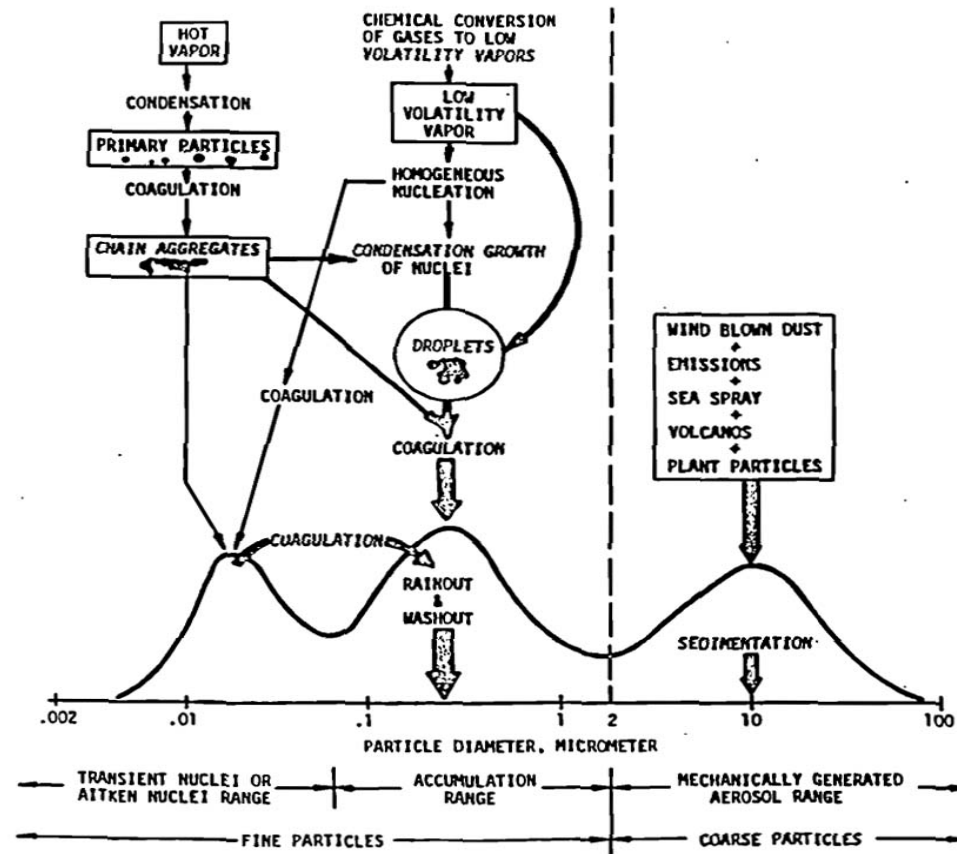 HOT
VAPOR
CONDENSATION
PRIMARY PARTICLES
COAGULATION
CHAIN AGGREGATES
CHEMICAL CONVERSION
OF GASES TO LOW
VOLATILITY VAPORS
LOW
VOLATILITY
VAPOR
HOMOGENEOUS
NUCLEATION
CONDENSATION GROWTH
OF NUCLEI
DROPLETS
COAGULATION
COAGULATION
WIND BLOWN DUST
+
EMISSIONS
+
SEA SPRAY
+
VOLCANOS
+
PLANT PARTICLES
COAGULATION
RAINOUT
&
WASHOUT
SEDIMENTATION
.002 .01 .1 1 2 10 100
PARTICLE DIAMETER, MICROMETER
TRANSIENT NUCLEI OR
AITKEN NUCLEI RANGE
ACCUMULATION
RANGE
MECHANICALLY GENERATED
AEROSOL RANGE
FINE PARTICLES
COARSE PARTICLES